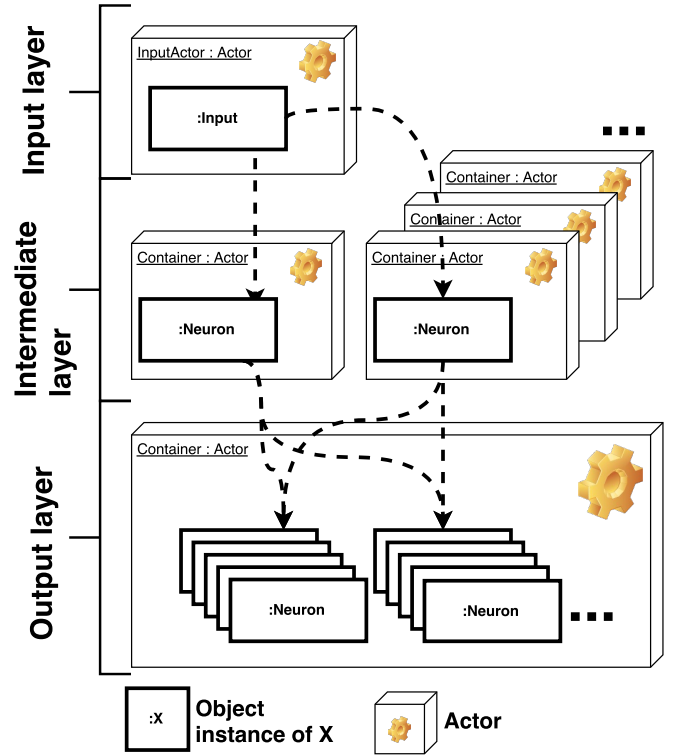 Input layer
InputActor : Actor
:Input
...
Container : Actor
Container : Actor
Intermediate
layer
Container : Actor
:Neuron
Container : Actor
:Neuron
Output layer
Container : Actor
:Neuron
:Neuron
...
:X
Object
instance of X
Actor